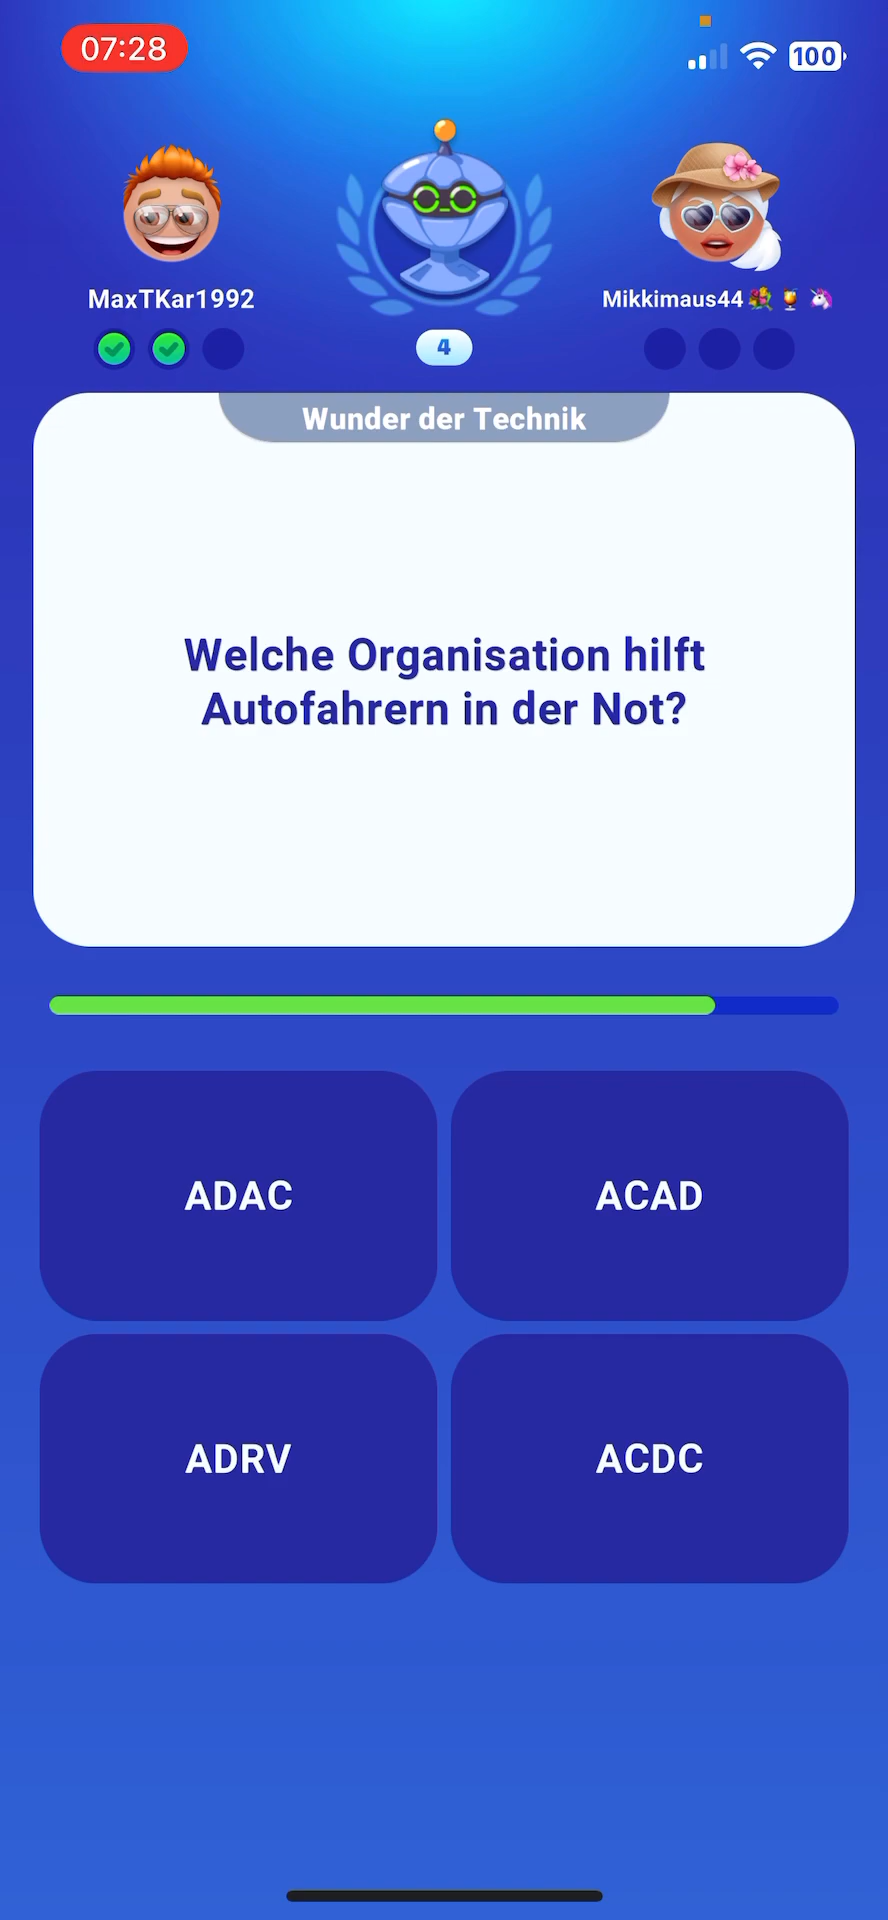 07:28
100
MaxTKar1992
Mikkimaus44💐🍹🦄
4
Wunder der Technik
Welche Organisation hilft
Autofahrern in der Not?
ADAC
ACAD
ADRV
ACDC